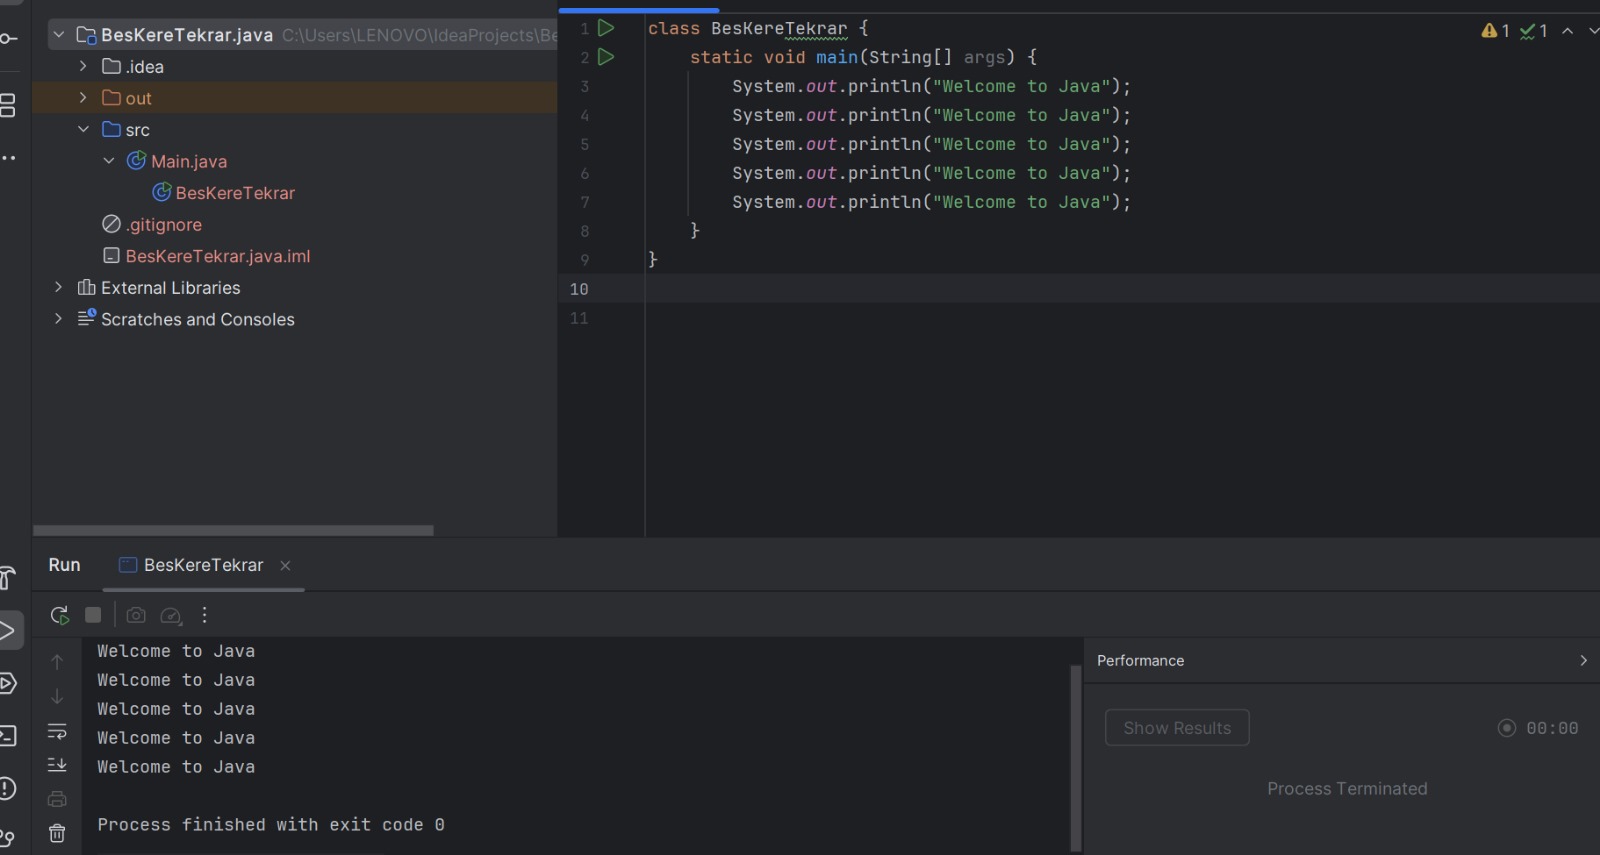 BesKereTekrar.java C:\Users\LENOVO\IdeaProjects\Be
.idea
out
src
Main.java
BesKereTekrar
.gitignore
BesKereTekrar.java.iml
External Libraries
Scratches and Consoles
1 class BesKereTekrar {
2 static void main(String[] args) {
3 System.out.println("Welcome to Java");
4 System.out.println("Welcome to Java");
5 System.out.println("Welcome to Java");
6 System.out.println("Welcome to Java");
7 System.out.println("Welcome to Java");
8 }
9 }
10
11
1 1
Run BesKereTekrar
Welcome to Java
Welcome to Java
Welcome to Java
Welcome to Java
Welcome to Java
Process finished with exit code 0
Performance
Show Results 00:00
Process Terminated